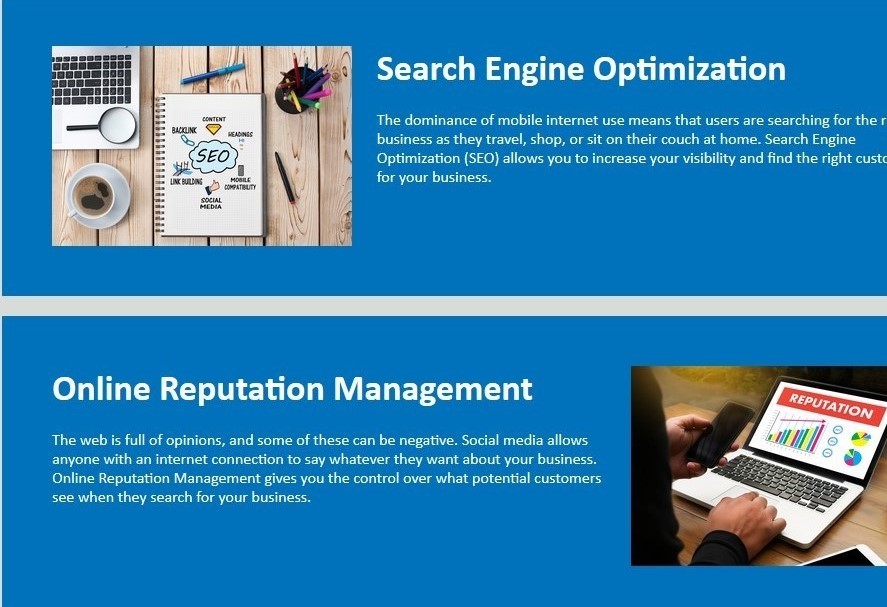 Search Engine Optimization
The dominance of mobile internet use means that users are searching for the
business as they travel, shop, or sit on their couch at home. Search Engine
Optimization (SEO) allows you to increase your visibility and find the right
for your business.
CONTENT
BACKLINK
HEADINGS
SEO
LINK BUILDING
MOBILE
COMPATIBILITY
SOCIAL
MEDIA
Online Reputation Management
The web is full of opinions, and some of these can be negative. Social media allows
anyone with an internet connection to say whatever they want about your business.
Online Reputation Management gives you the control over what potential customers
see when they search for your business.
REPUTATION